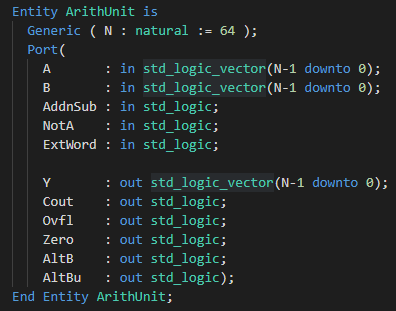 Entity ArithUnit is
  Generic ( N : natural := 64 );
  Port(
    A       : in std_logic_vector(N-1 downto 0);
    B       : in std_logic_vector(N-1 downto 0);
    AddnSub : in std_logic;
    NotA    : in std_logic;
    ExtWord : in std_logic;
    Y       : out std_logic_vector(N-1 downto 0);
    Cout    : out std_logic;
    Ovfl    : out std_logic;
    Zero    : out std_logic;
    AltB    : out std_logic;
    AltBu   : out std_logic);
End Entity ArithUnit;